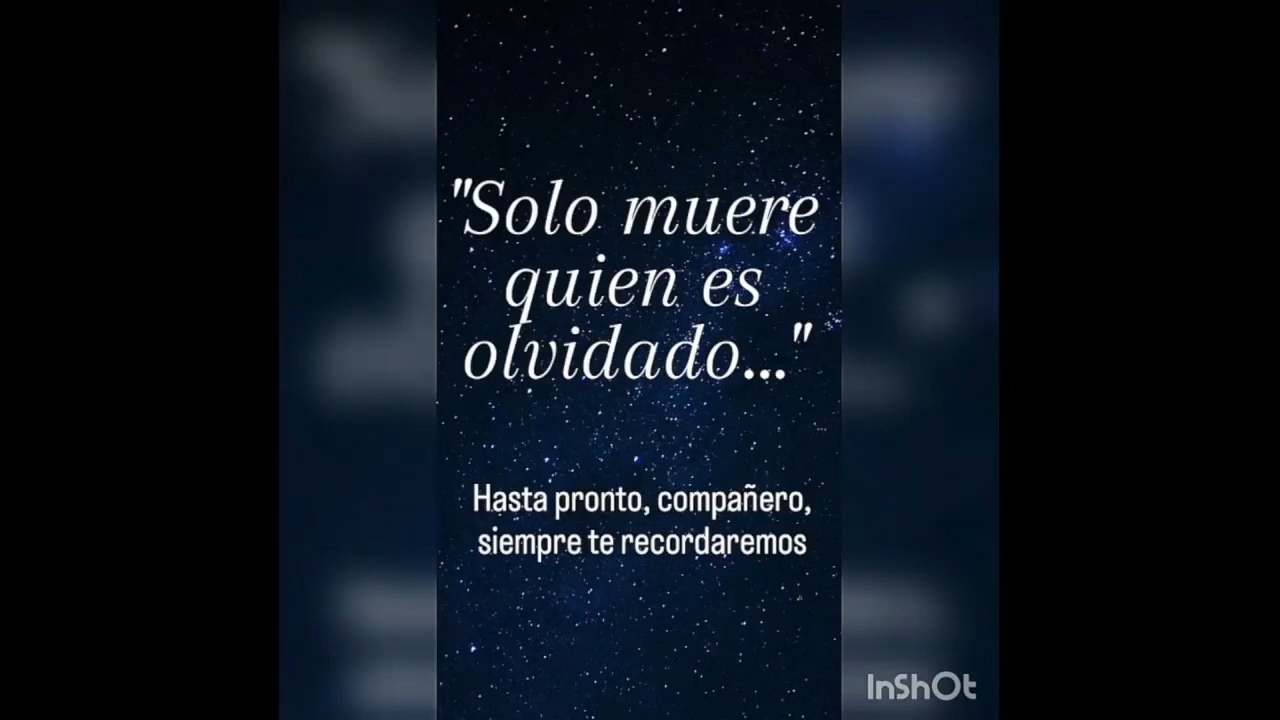 "Solo muere
quien es
olvidado..."
Hasta pronto, compañero,
siempre te recordaremos
InShOt